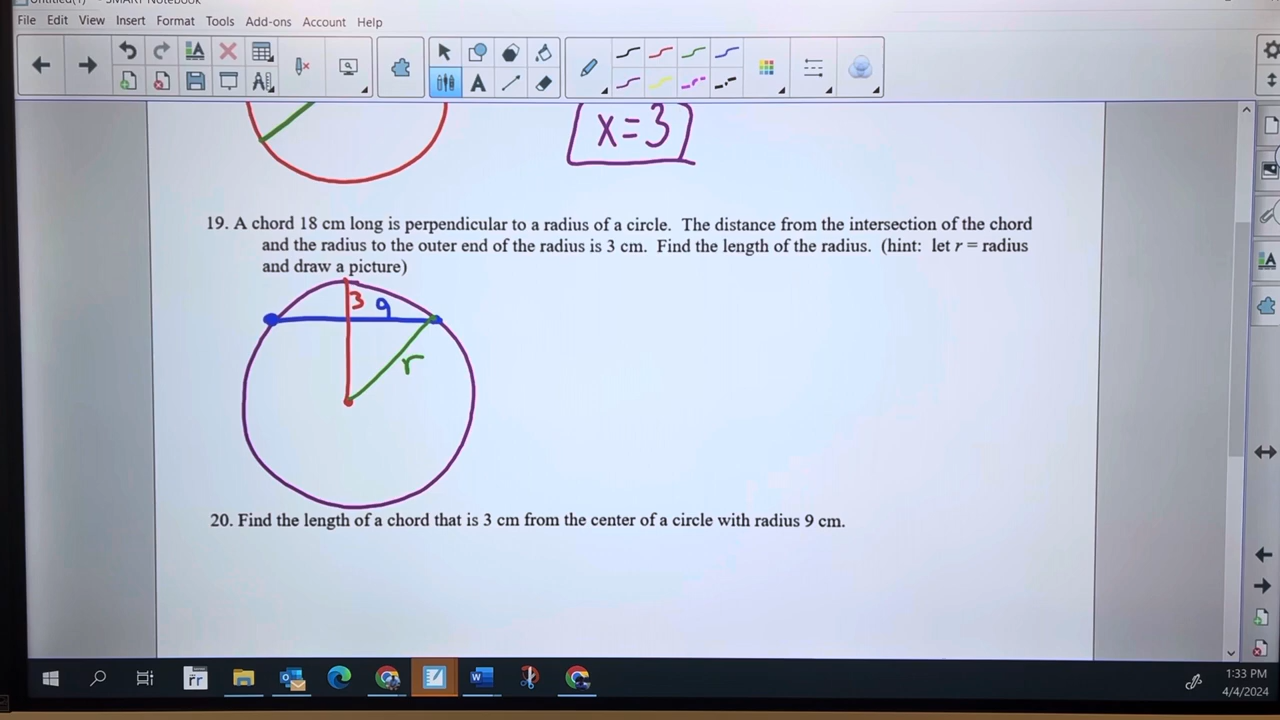 File Edit View Insert Format Tools Add-ons Account Help
x=3
19. A chord 18 cm long is perpendicular to a radius of a circle. The distance from the intersection of the chord
and the radius to the outer end of the radius is 3 cm. Find the length of the radius. (hint: let r = radius
and draw a picture)
3 9
r
20. Find the length of a chord that is 3 cm from the center of a circle with radius 9 cm.
rr
1:33 PM
4/4/2024